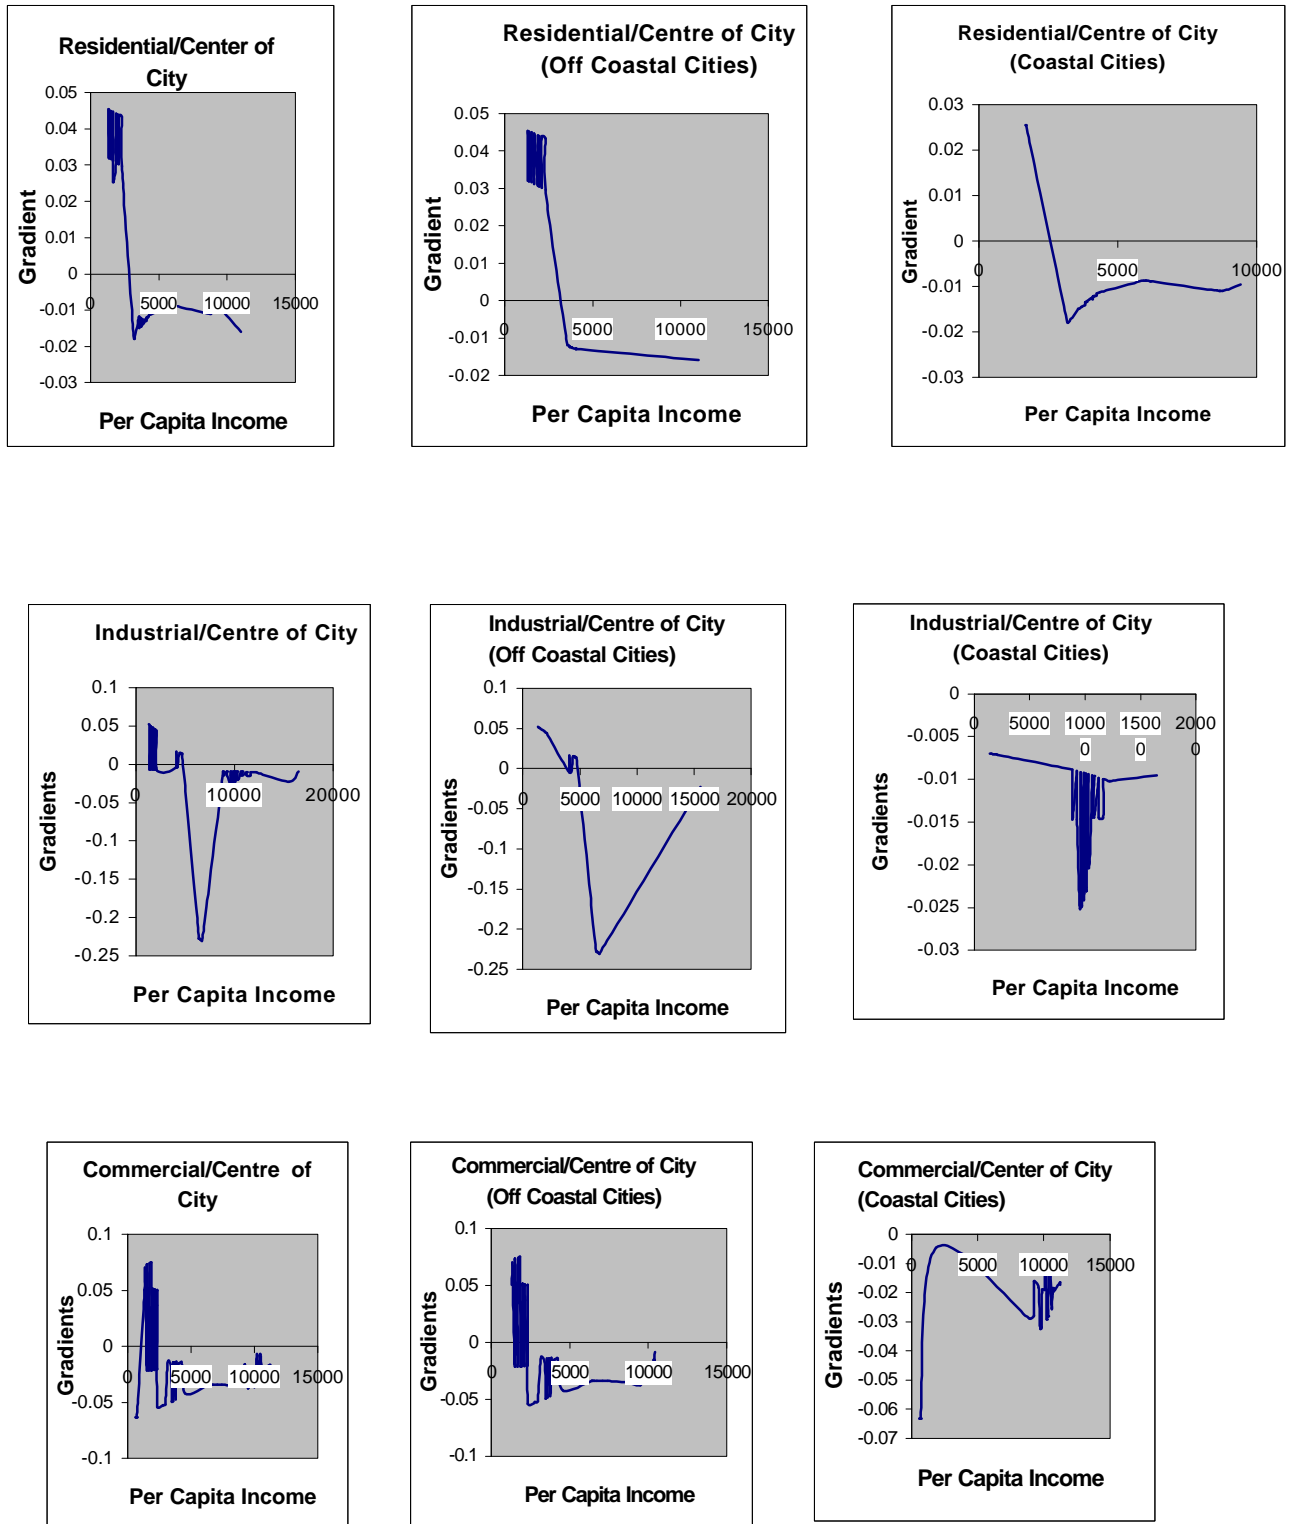 Residential/Center of
City
0.05
0.04
0.03
0.02
0.01
0
-0.01
-0.02
-0.03
0
5000
10000
15000
Gradient
Per Capita Income
Residential/Centre of City
(Off Coastal Cities)
0.05
0.04
0.03
0.02
0.01
0
-0.01
-0.02
0
5000
10000
15000
Gradient
Per Capita Income
Residential/Centre of City
(Coastal Cities)
0.03
0.02
0.01
0
-0.01
-0.02
-0.03
0
5000
10000
Gradient
Per Capita Income
Industrial/Centre of City
0.1
0.05
0
-0.05
-0.1
-0.15
-0.2
-0.25
0
10000
20000
Gradients
Per Capita Income
Industrial/Centre of City
(Off Coastal Cities)
0.1
0.05
0
-0.05
-0.1
-0.15
-0.2
-0.25
0
5000
10000
15000
20000
Gradients
Per Capita Income
Industrial/Centre of City
(Coastal Cities)
0
-0.005
-0.01
-0.015
-0.02
-0.025
-0.03
0
5000
1000
0
1500
0
2000
0
Gradients
Per Capita Income
Commercial/Centre of
City
0.1
0.05
0
-0.05
-0.1
0
5000
10000
15000
Gradients
Per Capita Income
Commercial/Centre of City
(Off Coastal Cities)
0.1
0.05
0
-0.05
-0.1
0
5000
10000
15000
Gradients
Per Capita Income
Commercial/Center of City
(Coastal Cities)
0
-0.01
-0.02
-0.03
-0.04
-0.05
-0.06
-0.07
0
5000
10000
15000
Gradients
Per Capita Income